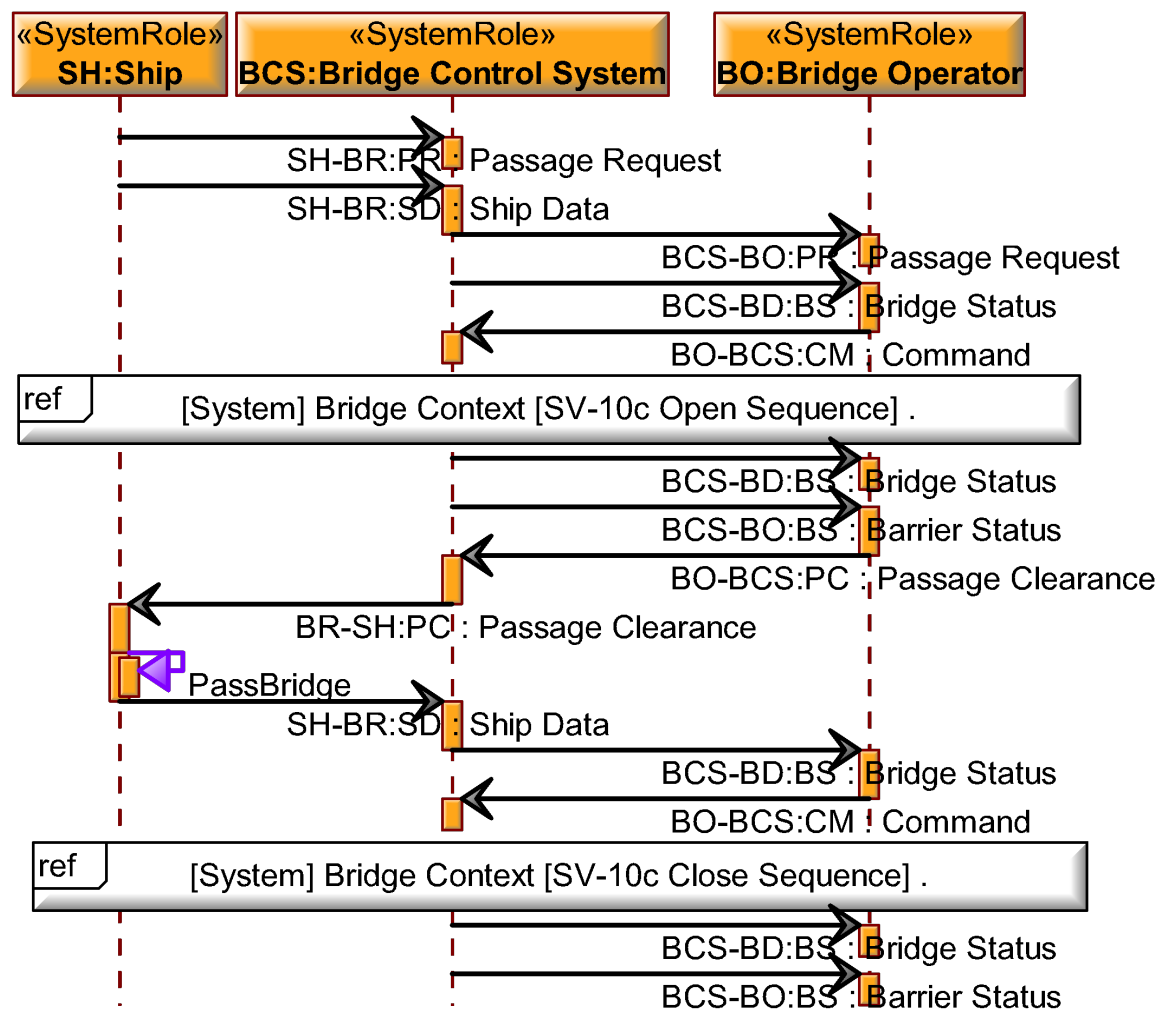 «SystemRole»
SH:Ship
«SystemRole»
BCS:Bridge Control System
«SystemRole»
BO:Bridge Operator
SH-BR:PR : Passage Request
SH-BR:SD : Ship Data
BCS-BO:PR : Passage Request
BCS-BD:BS : Bridge Status
BO-BCS:CM : Command
ref
[System] Bridge Context [SV-10c Open Sequence] .
BCS-BD:BS : Bridge Status
BCS-BO:BS : Barrier Status
BO-BCS:PC : Passage Clearance
BR-SH:PC : Passage Clearance
PassBridge
SH-BR:SD : Ship Data
BCS-BD:BS : Bridge Status
BO-BCS:CM : Command
ref
[System] Bridge Context [SV-10c Close Sequence] .
BCS-BD:BS : Bridge Status
BCS-BO:BS : Barrier Status